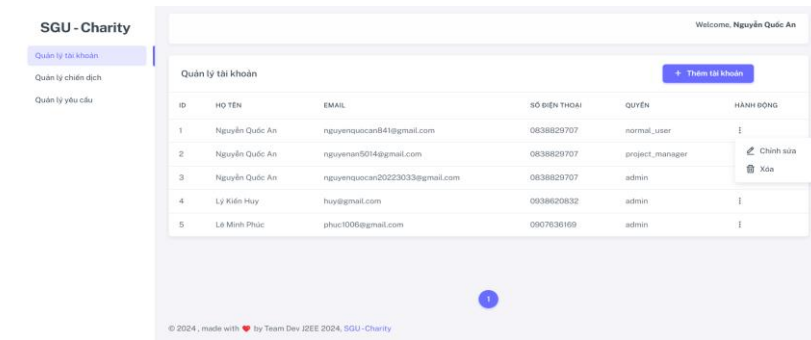 SGU - Charity
Welcome, Nguyễn Quốc An
Quản lý tài khoản
Quản lý chiến dịch
Quản lý yêu cầu
Quản lý tài khoản
+ Thêm tài khoản
ID HỌ TÊN EMAIL SỐ ĐIỆN THOẠI QUYỀN HÀNH ĐỘNG
1 Nguyễn Quốc An nguyenquocan841@gmail.com 0838829707 normal_user
2 Nguyễn Quốc An nguyenan5014@gmail.com 0838829707 project_manager
3 Nguyễn Quốc An nguyenquocan20223033@gmail.com 0838829707 admin
4 Lý Kiến Huy huy@gmail.com 0938620832 admin
5 Lê Minh Phúc phuc1006@gmail.com 0907636169 admin
Chỉnh sửa
Xóa
1
© 2024 , made with ❤️ by Team Dev J2EE 2024, SGU - Charity